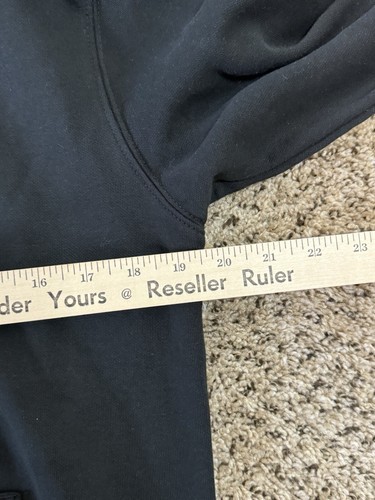 16 17 18 19 20 21 22 23
der Yours @ Reseller Ruler